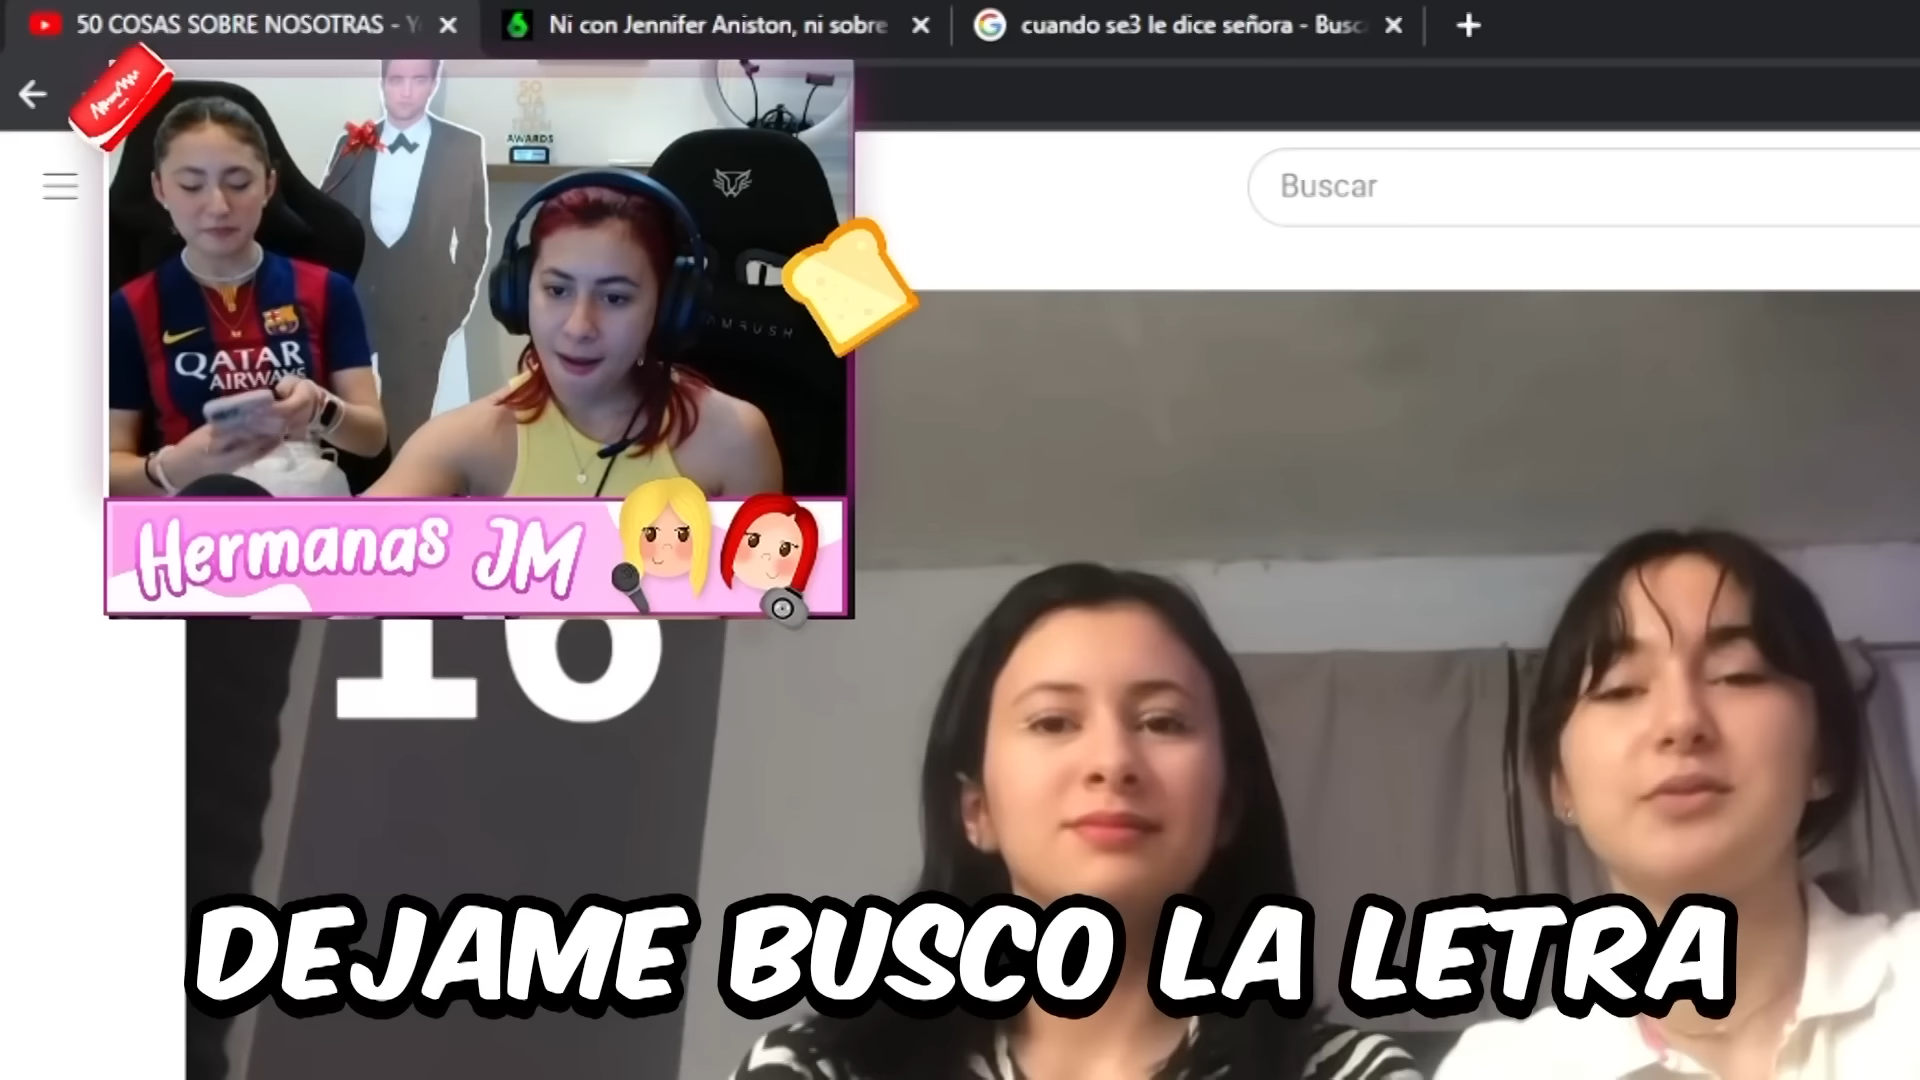 50 COSAS SOBRE NOSOTRAS - Y
Ni con Jennifer Aniston, ni sobre
cuando se3 le dice señora - Busc
Buscar
AWARDS
QATAR
AIRWAYS
Hermanas JM
16
DEJAME BUSCO LA LETRA